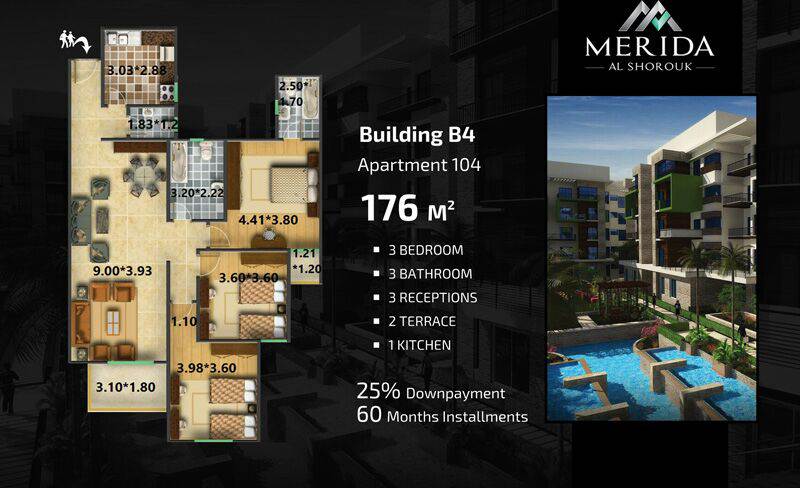 3.03*2.88
2.50*
1.70
1.83*1.2
3.20*2.22
4.41*3.80
1.21
*1.20
9.00*3.93
3.60*3.60
1.10
3.98*3.60
3.10*1.80
Building B4
Apartment 104
176 M²
3 BEDROOM
3 BATHROOM
3 RECEPTIONS
2 TERRACE
1 KITCHEN
25% Downpayment
60 Months Installments
MERIDA
AL SHOROUK